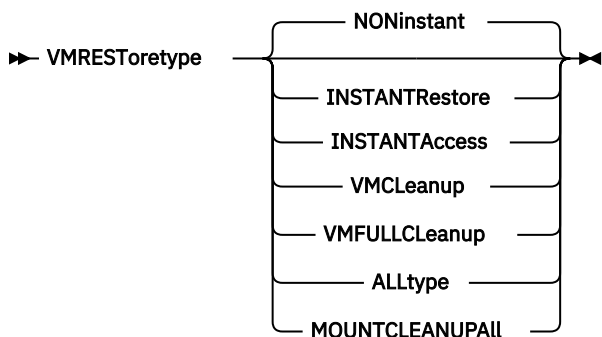 NONinstant
VMRESToretype
INSTANTRestore
INSTANTAccess
VMCLeanup
VMFULLCLeanup
ALLtype
MOUNTCLEANUPAll